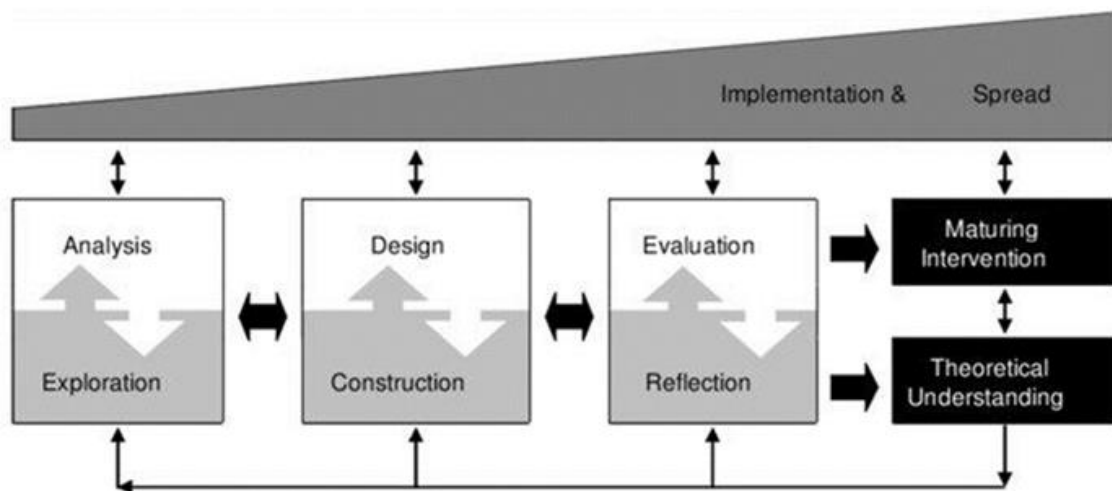 Implementation & Spread
Analysis
Exploration
Design
Construction
Evaluation
Reflection
Maturing
Intervention
Theoretical
Understanding